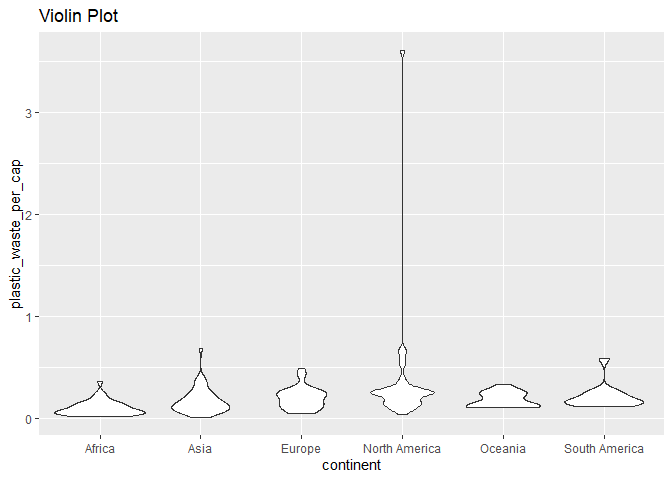 Violin Plot
plastic_waste_per_cap
3
2
1
0
Africa Asia Europe North America Oceania South America
continent